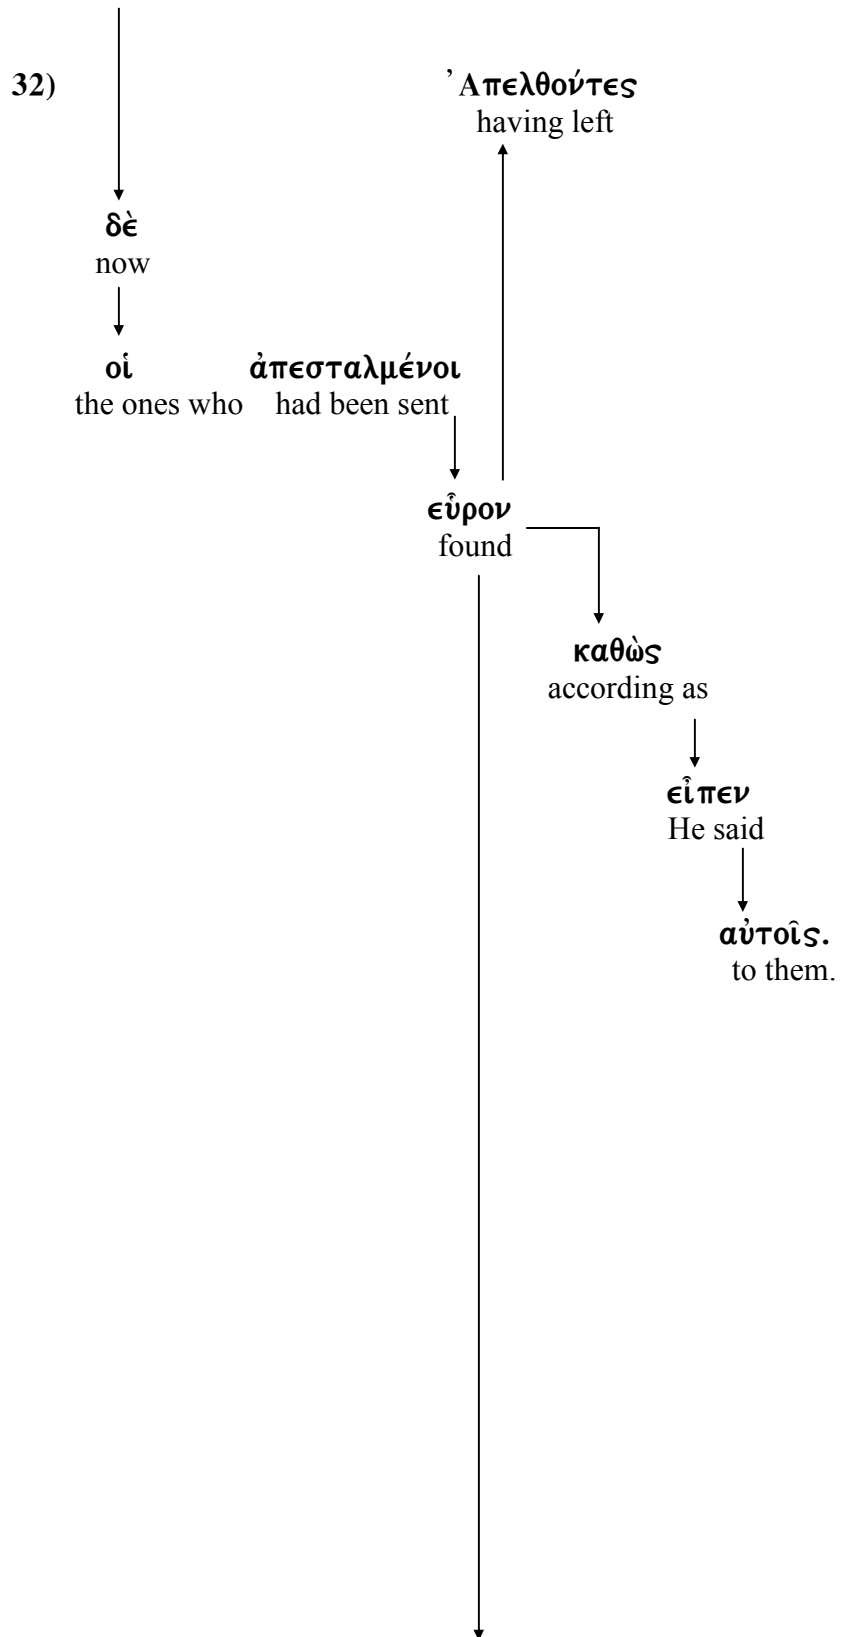 32) ᾿Απελθόντες
having left
δὲ
now
οἱ ἀπεσταλμένοι
the ones who had been sent
εὗρον
found
καθὼς
according as
εἶπεν
He said
αὐτοῖς.
to them.